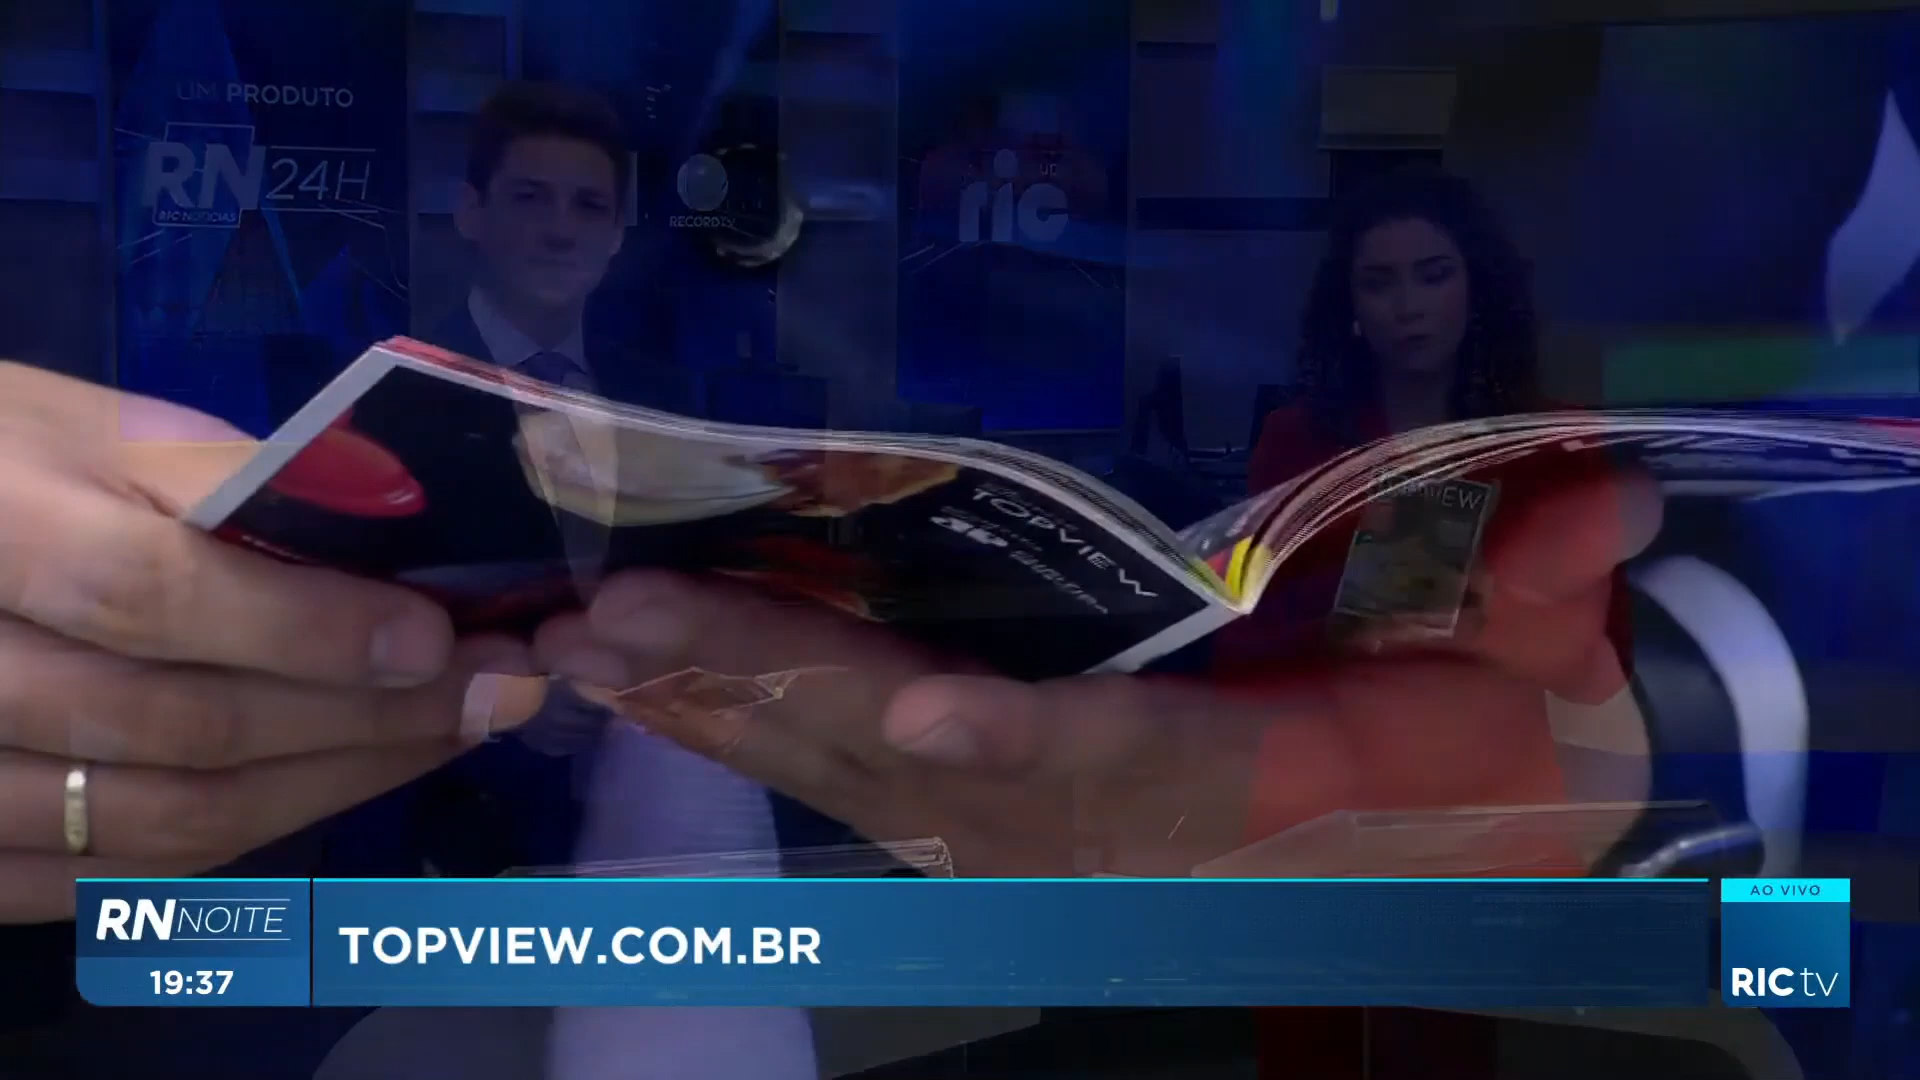 UM PRODUTO
RN 24H
RIC NOTÍCIAS
RECORDTV
ric
TOPVIEW
RN NOITE
19:37
TOPVIEW.COM.BR
AO VIVO
RIC tv